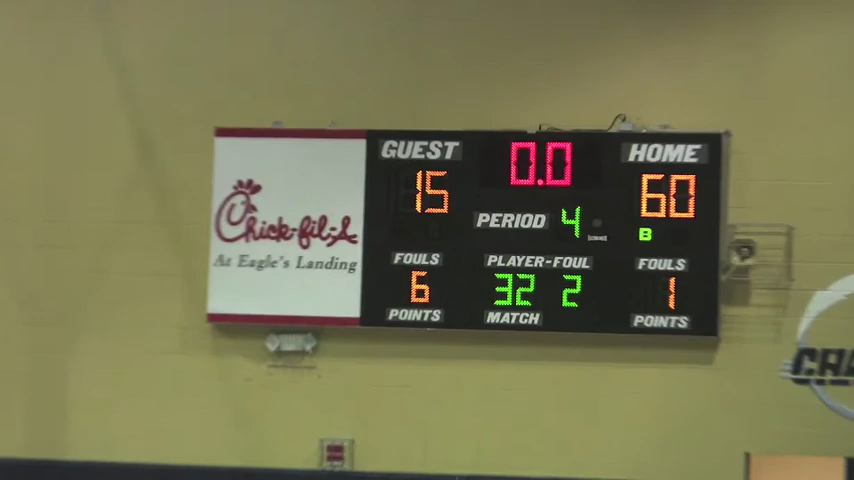 Chick-fil-A
At Eagle's Landing
GUEST
0.0
HOME
15
60
PERIOD 4
B
FOULS
PLAYER-FOUL
FOULS
6
32 2
1
POINTS
MATCH
POINTS